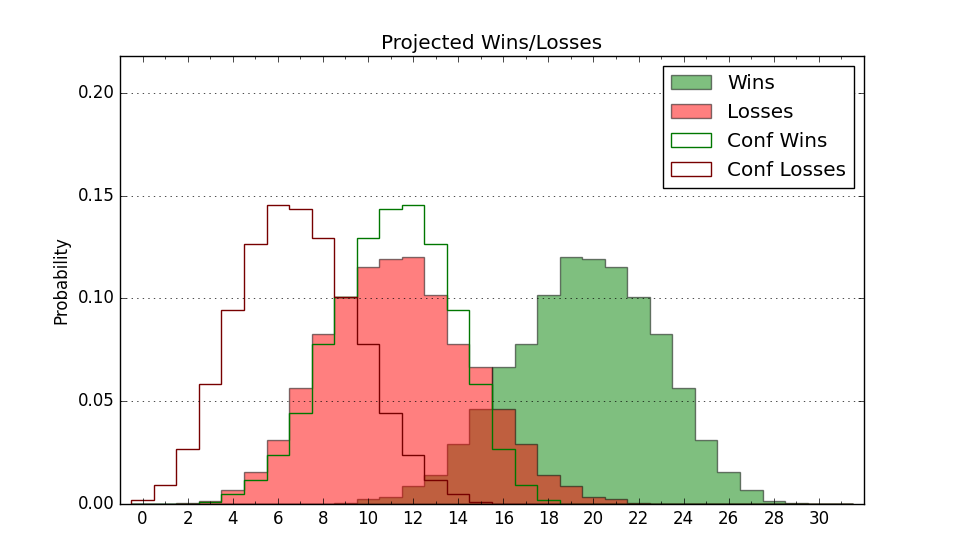 Projected Wins/Losses
0.20
0.15
0.10
0.05
0.00
Probability
Wins
Losses
Conf Wins
Conf Losses
0 2 4 6 8 10 12 14 16 18 20 22 24 26 28 30